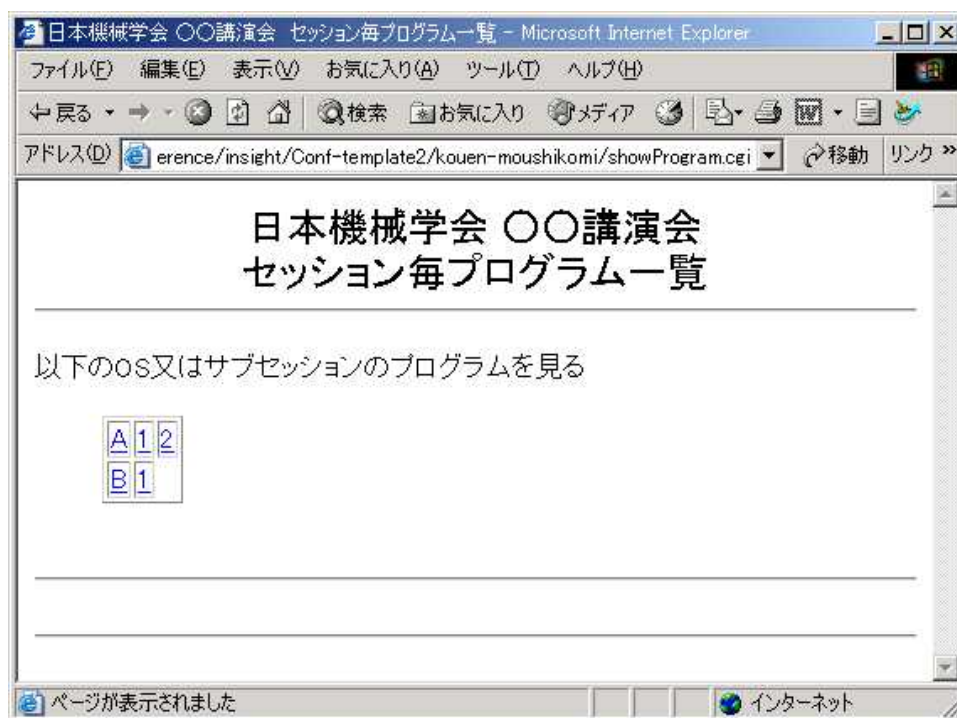 日本機械学会 〇〇講演会 セッション毎プログラム一覧 - Microsoft Internet Explorer
ファイル(F) 編集(E) 表示(V) お気に入り(A) ツール(T) ヘルプ(H)
戻る 検索 お気に入り メディア
アドレス(D) erence/insight/Conf-template2/kouen-moushikomi/showProgram.cgi 移動 リンク »
日本機械学会 〇〇講演会
セッション毎プログラム一覧
以下のOS又はサブセッションのプログラムを見る
A 1 2
B 1
ページが表示されました インターネット